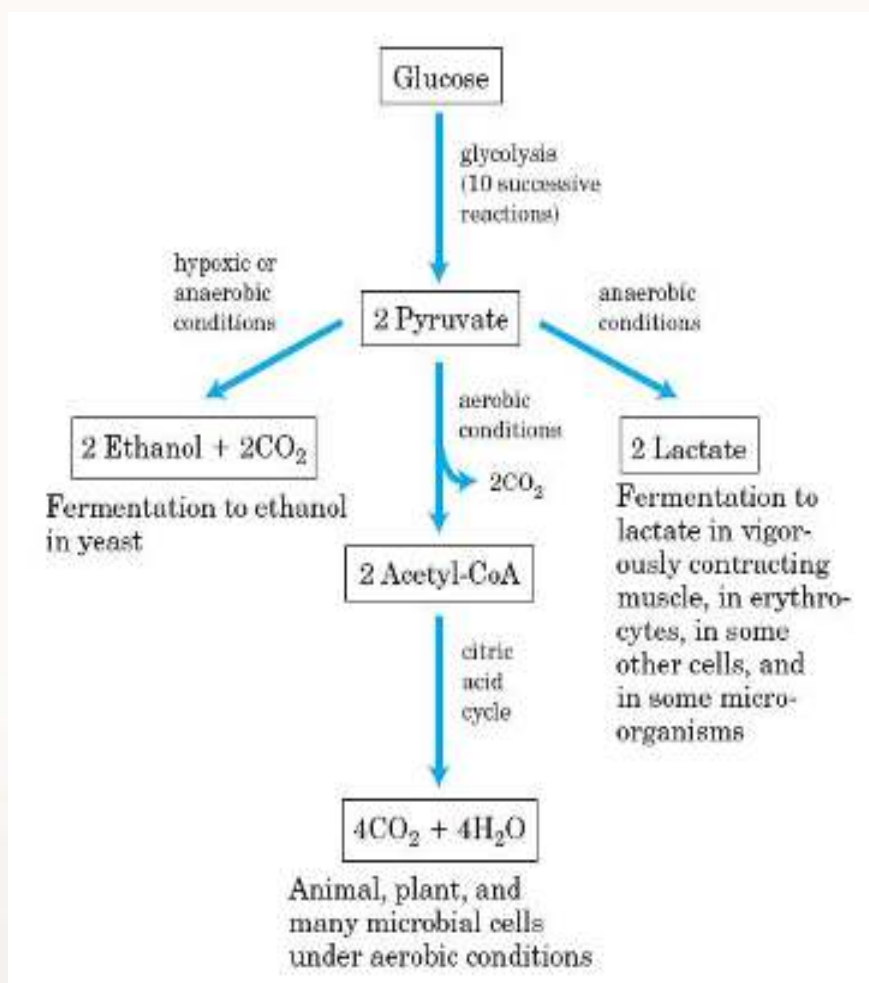 Glucose
glycolysis
(10 successive
reactions)
hypoxic or
anaerobic
conditions
2 Pyruvate
anaerobic
conditions
2 Ethanol + 2CO₂
Fermentation to ethanol
in yeast
aerobic
conditions
2CO₂
2 Lactate
Fermentation to
lactate in vigor-
ously contracting
muscle, in erythro-
cytes, in some
other cells, and
in some micro-
organisms
2 Acetyl-CoA
citric
acid
cycle
4CO₂ + 4H₂O
Animal, plant, and
many microbial cells
under aerobic conditions